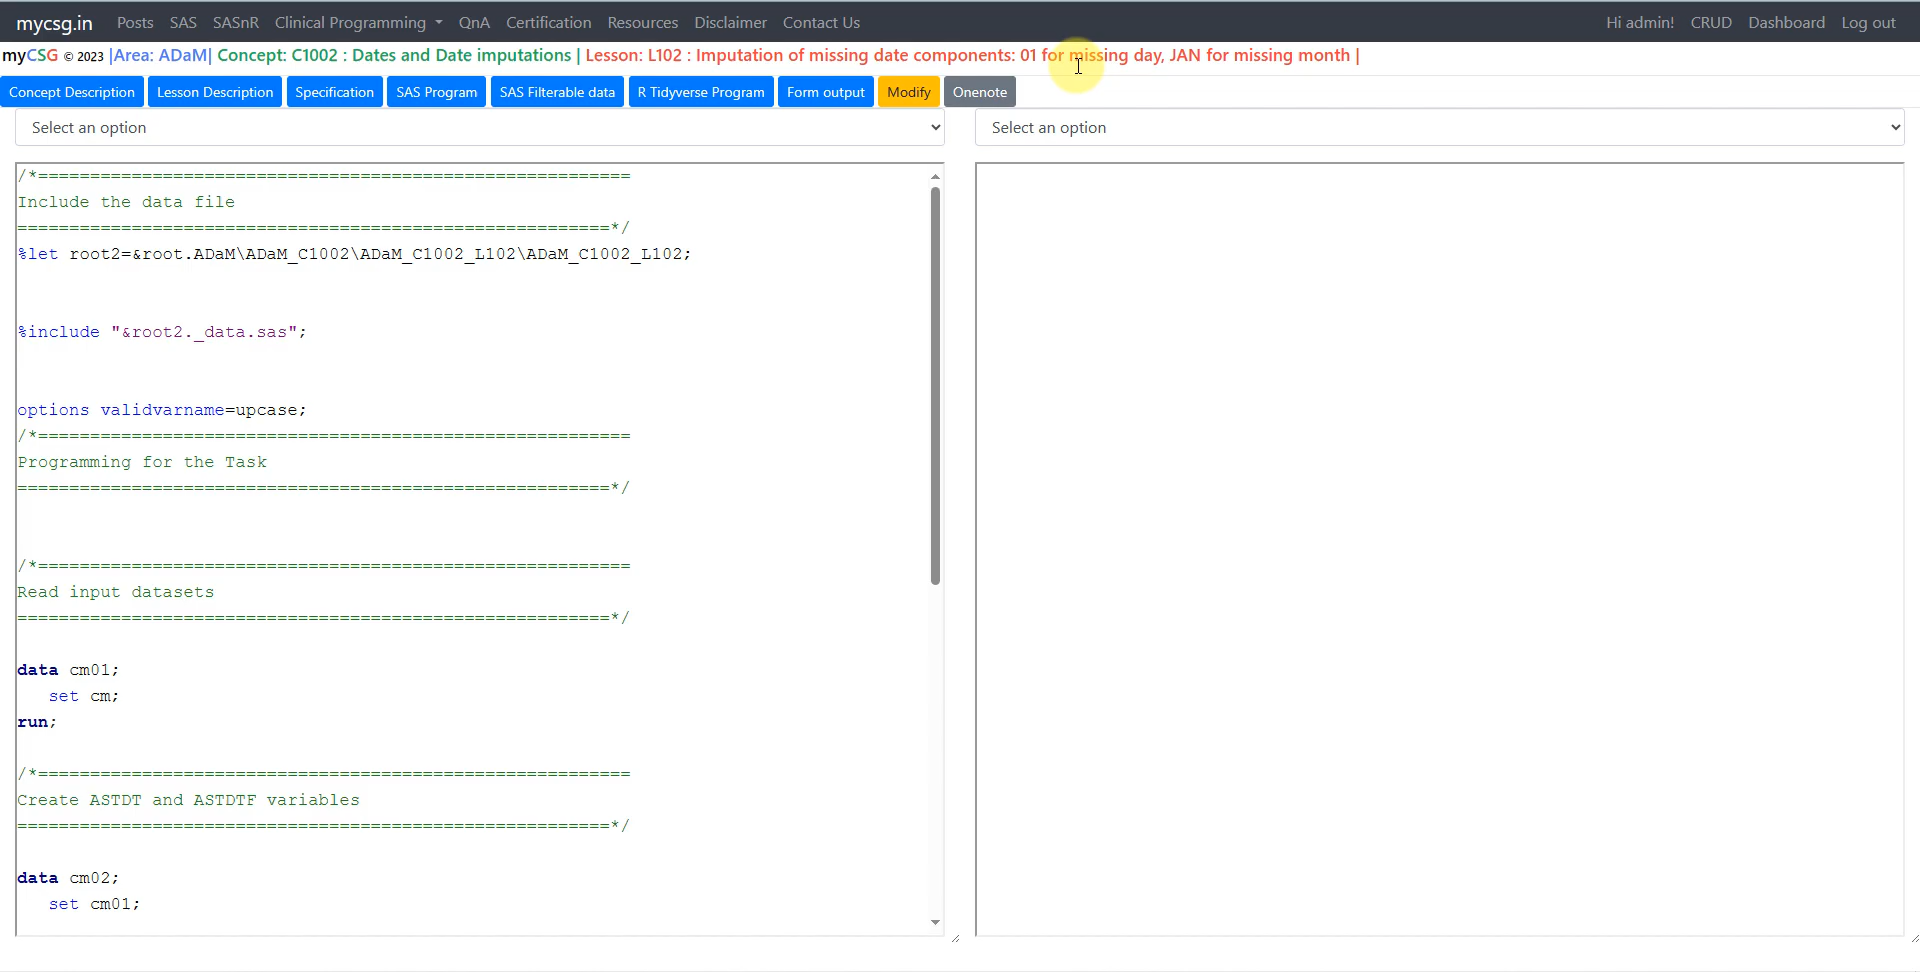 mycsg.in Posts SAS SASnR Clinical Programming QnA Certification Resources Disclaimer Contact Us Hi admin! CRUD Dashboard Log out
myCSG © 2023 |Area: ADaM| Concept: C1002 : Dates and Date imputations | Lesson: L102 : Imputation of missing date components: 01 for missing day, JAN for missing month |
Concept Description Lesson Description Specification SAS Program SAS Filterable data R Tidyverse Program Form output Modify Onenote
Select an option Select an option
/*=========================================================
Include the data file
=========================================================*/
%let root2=&root.ADaM\ADaM_C1002\ADaM_C1002_L102\ADaM_C1002_L102;
%include "&root2._data.sas";
options validvarname=upcase;
/*=========================================================
Programming for the Task
=========================================================*/
/*=========================================================
Read input datasets
=========================================================*/
data cm01;
set cm;
run;
/*=========================================================
Create ASTDT and ASTDTF variables
=========================================================*/
data cm02;
set cm01;